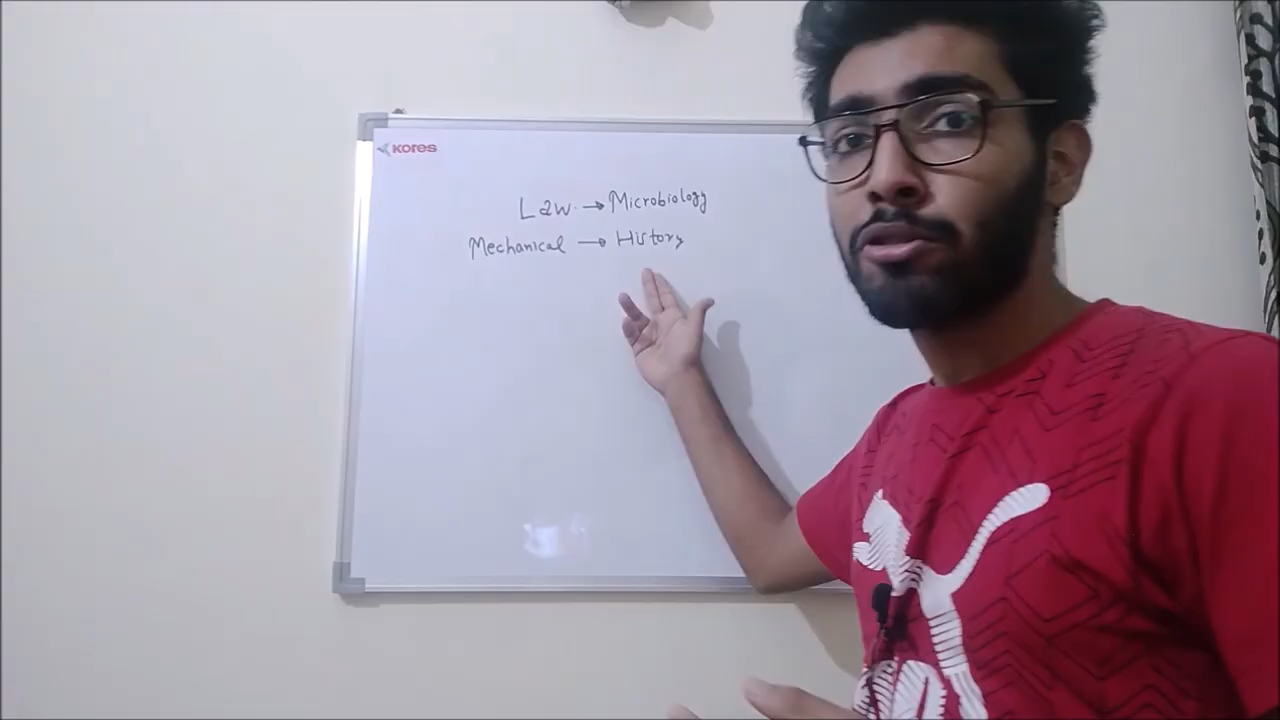 KORES
Law. → Microbiology
Mechanical → History